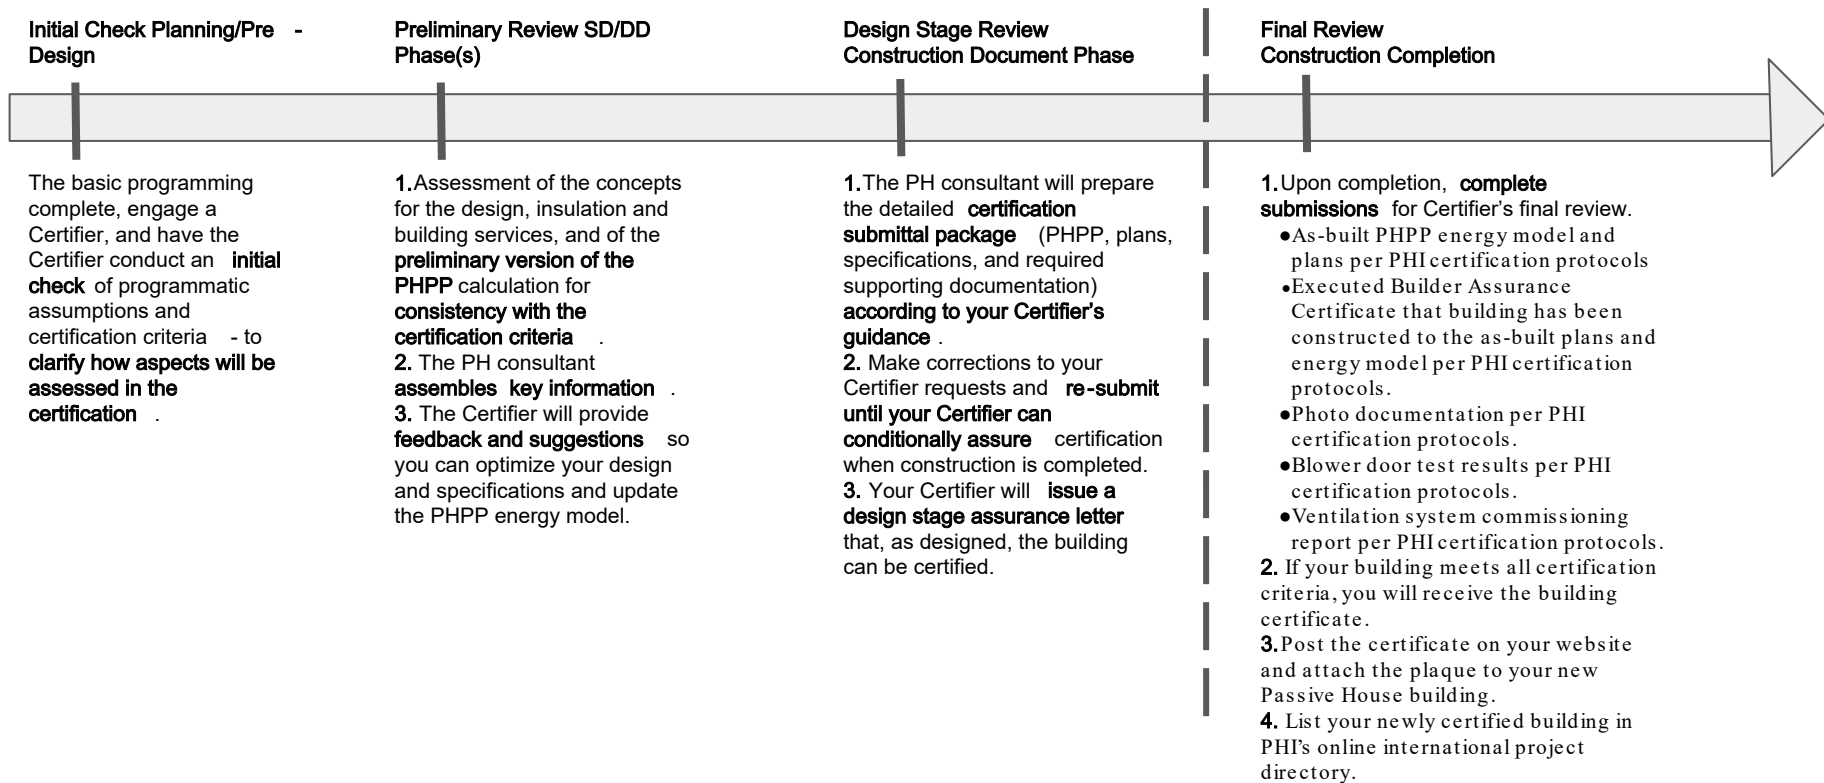 Initial Check Planning/Pre -
Design
The basic programming
complete, engage a
Certifier, and have the
Certifier conduct an initial
check of programmatic
assumptions and
certification criteria - to
clarify how aspects will be
assessed in the
certification .
Preliminary Review SD/DD
Phase(s)
1.Assessment of the concepts
for the design, insulation and
building services, and of the
preliminary version of the
PHPP calculation for
consistency with the
certification criteria .
2. The PH consultant
assembles key information .
3. The Certifier will provide
feedback and suggestions so
you can optimize your design
and specifications and update
the PHPP energy model.
Design Stage Review
Construction Document Phase
1.The PH consultant will prepare
the detailed certification
submittal package (PHPP, plans,
specifications, and required
supporting documentation)
according to your Certifier's
guidance .
2. Make corrections to your
Certifier requests and re-submit
until your Certifier can
conditionally assure certification
when construction is completed.
3. Your Certifier will issue a
design stage assurance letter
that, as designed, the building
can be certified.
Final Review
Construction Completion
1.Upon completion, complete
submissions for Certifier's final review.
●As-built PHPP energy model and
plans per PHI certification protocols
●Executed Builder Assurance
Certificate that building has been
constructed to the as-built plans and
energy model per PHI certification
protocols.
●Photo documentation per PHI
certification protocols.
●Blower door test results per PHI
certification protocols.
●Ventilation system commissioning
report per PHI certification protocols.
2. If your building meets all certification
criteria, you will receive the building
certificate.
3.Post the certificate on your website
and attach the plaque to your new
Passive House building.
4. List your newly certified building in
PHI's online international project
directory.